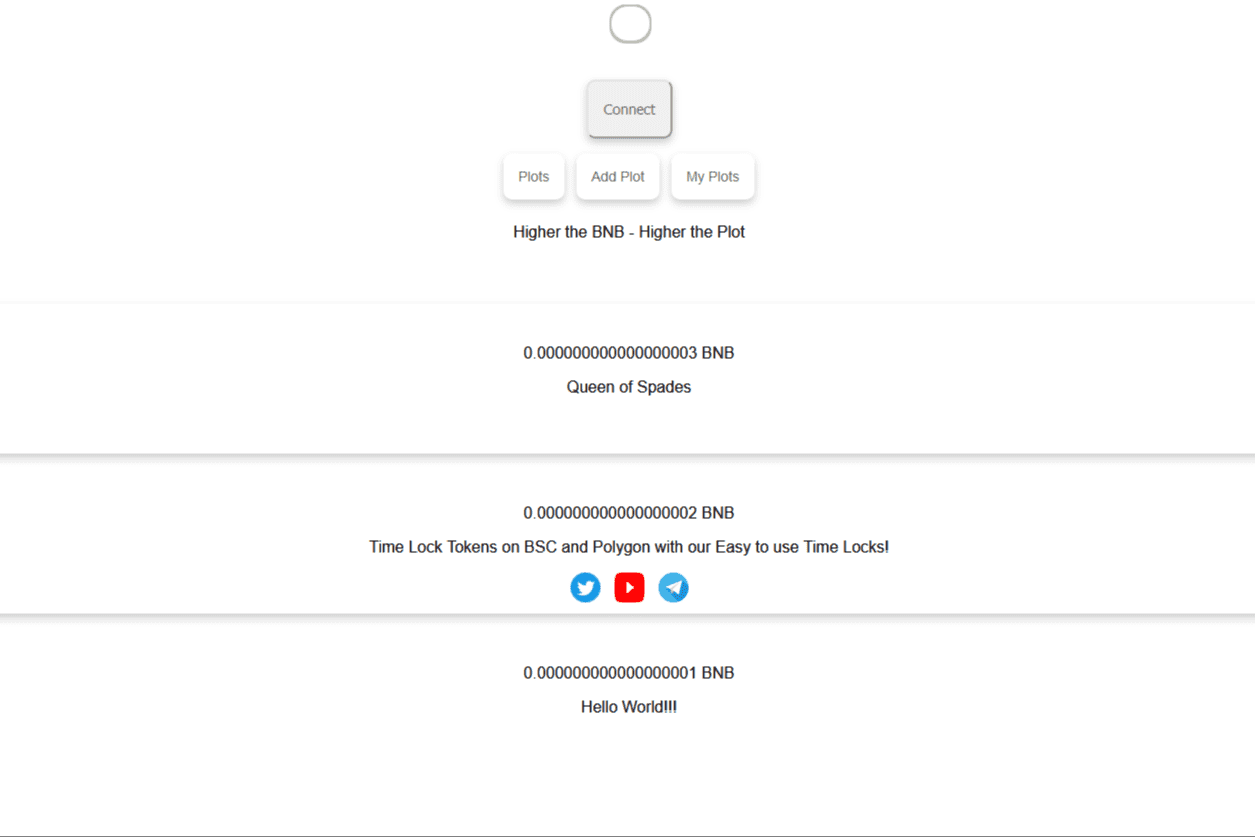 Connect
Plots Add Plot My Plots
Higher the BNB - Higher the Plot
0.000000000000000003 BNB
Queen of Spades
0.000000000000000002 BNB
Time Lock Tokens on BSC and Polygon with our Easy to use Time Locks!
0.000000000000000001 BNB
Hello World!!!